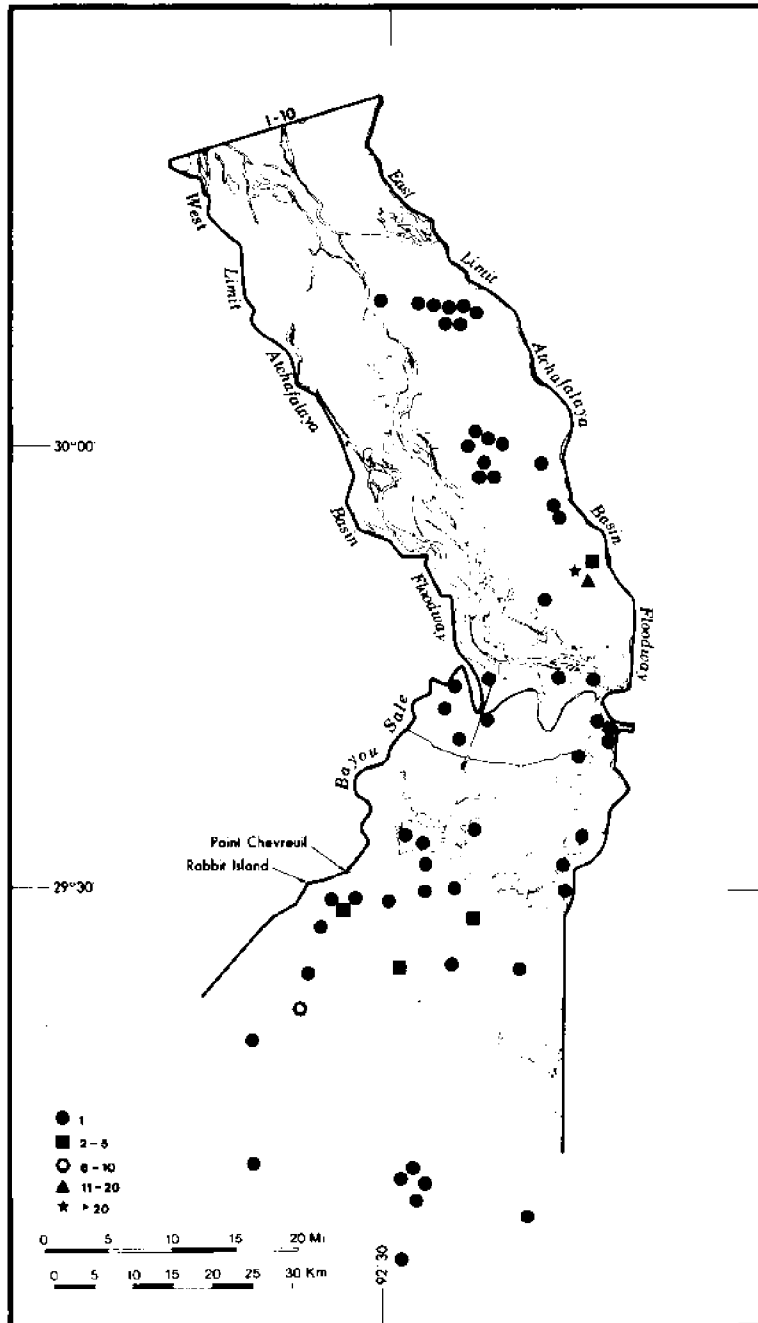 I-10
East
Limit
Atchafalaya
Basin
Floodway
West
Limit
Atchafalaya
Basin
Floodway
30°00'
Bayou Sale
Point Chevreuil
Rabbit Island
29°30'
1
2-5
6-10
11-20
>20
0 5 10 15 20 Mi
0 5 10 15 20 25 30 Km
92°30'